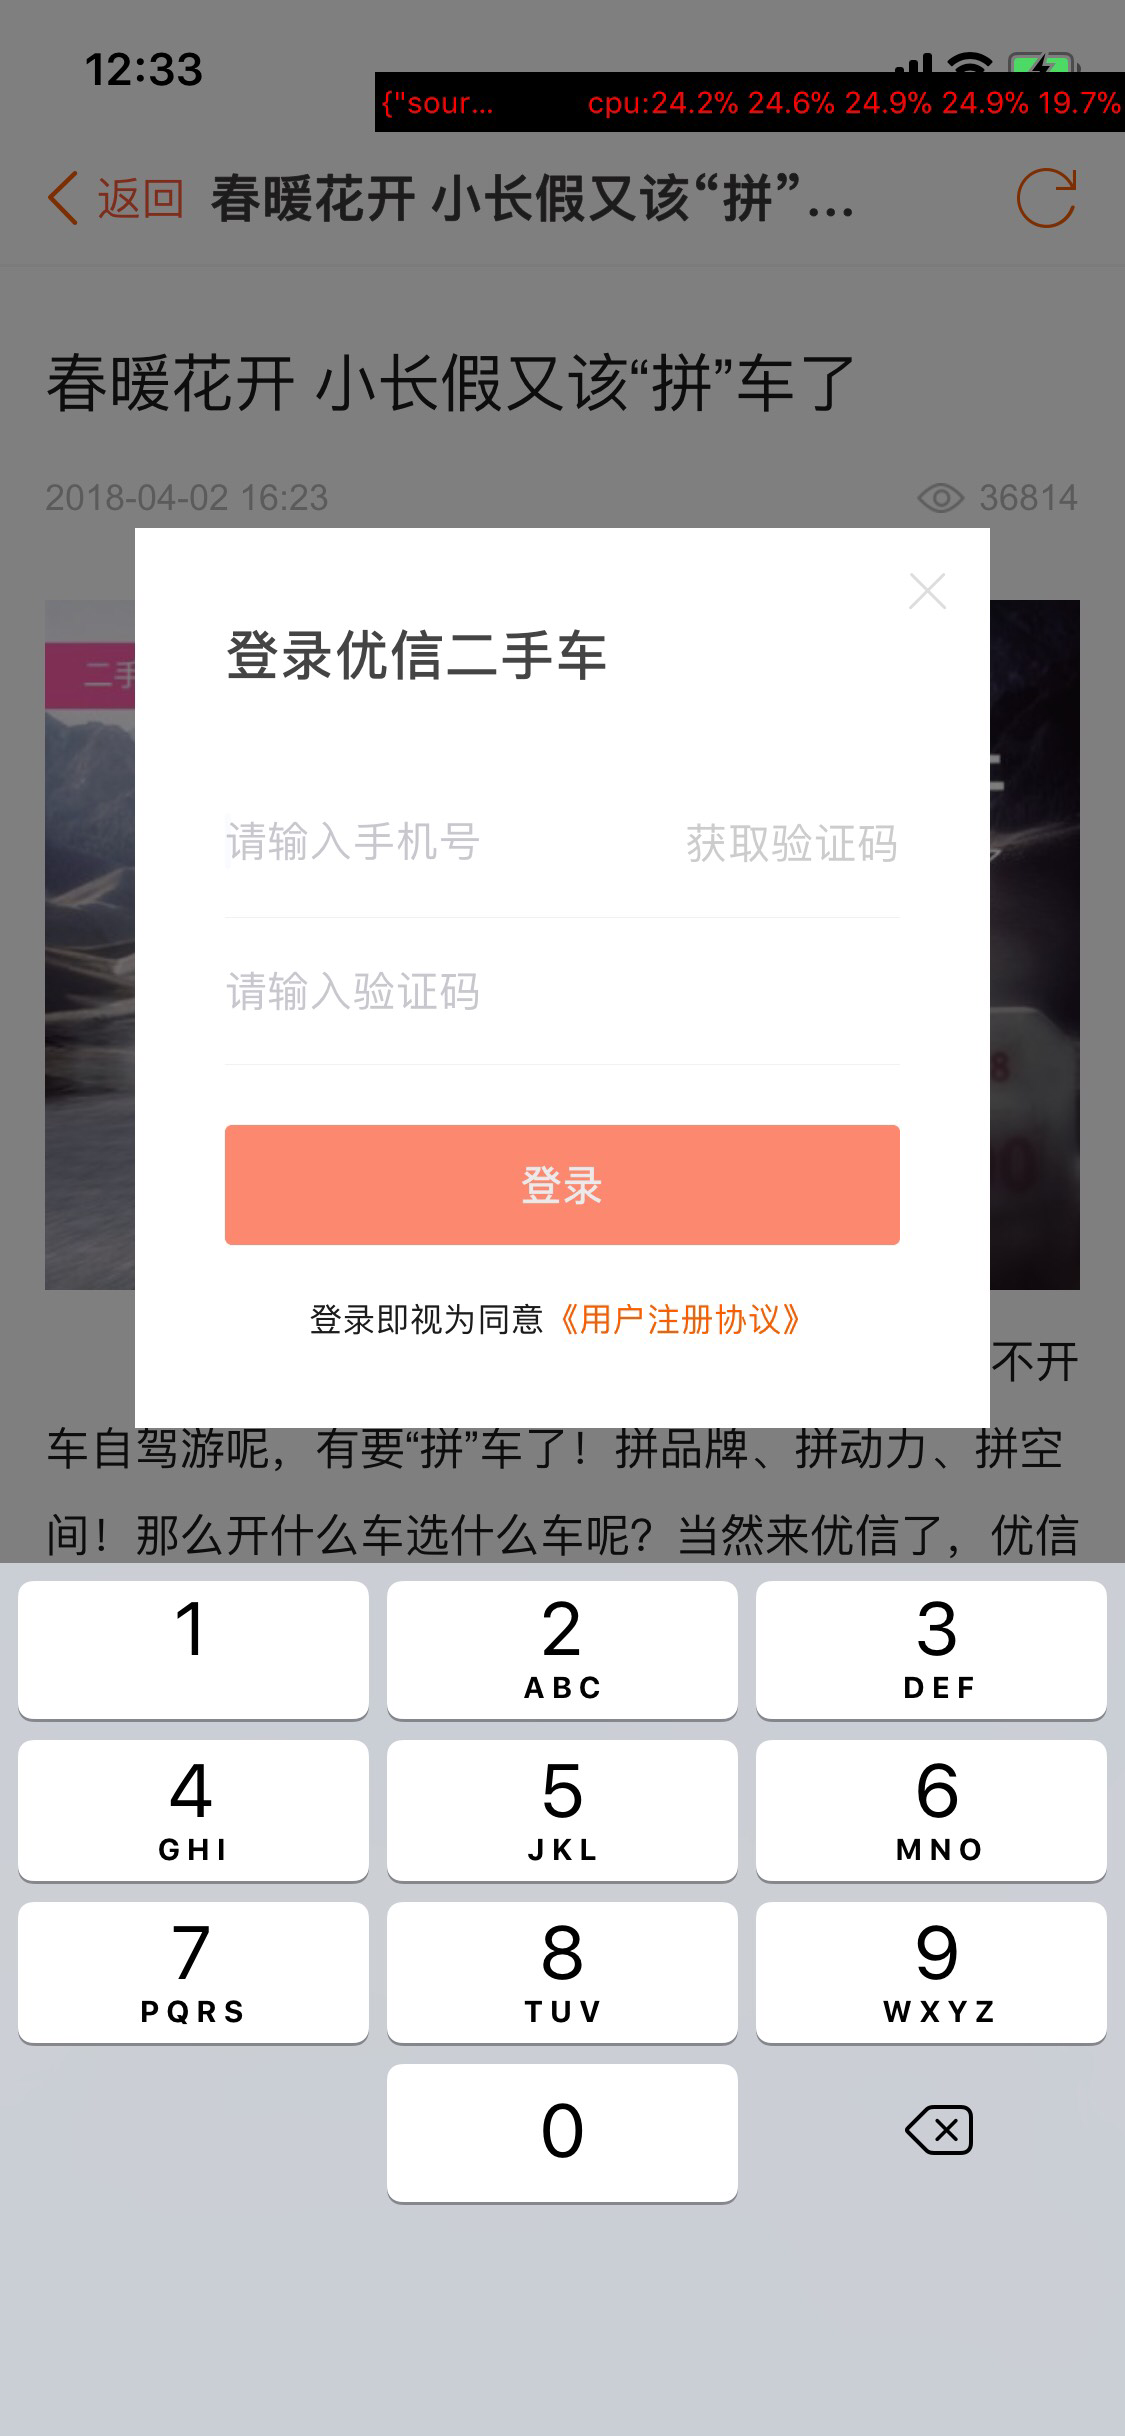 12:33
{"sour... cpu:24.2% 24.6% 24.9% 24.9% 19.7%
返回 春暖花开 小长假又该“拼”...
春暖花开 小长假又该“拼”车了
2018-04-02 16:23 36814
二手
登录优信二手车
请输入手机号 获取验证码
请输入验证码
8
登录
登录即视为同意《用户注册协议》
不开
车自驾游呢，有要“拼”车了！拼品牌、拼动力、拼空
间！那么开什么车选什么车呢？当然来优信了，优信
1
2 ABC
3 DEF
4 GHI
5 JKL
6 MNO
7 PQRS
8 TUV
9 WXYZ
0